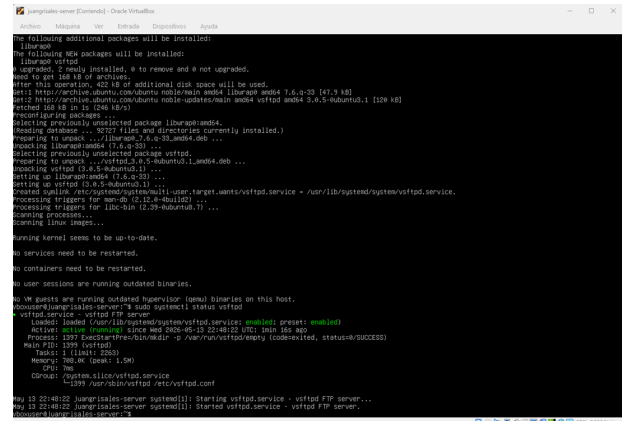 juangrisales-server [Corriendo] - Oracle VirtualBox
Archivo Máquina Ver Entrada Dispositivos Ayuda
The following additional packages will be installed:
  libwrap0
The following NEW packages will be installed:
  libwrap0 vsftpd
0 upgraded, 2 newly installed, 0 to remove and 0 not upgraded.
Need to get 168 kB of archives.
After this operation, 422 kB of additional disk space will be used.
Get:1 http://archive.ubuntu.com/ubuntu noble/main amd64 libwrap0 amd64 7.6.q-33 [47.9 kB]
Get:2 http://archive.ubuntu.com/ubuntu noble-updates/main amd64 vsftpd amd64 3.0.5-0ubuntu3.1 [120 kB]
Fetched 168 kB in 1s (246 kB/s)
Preconfiguring packages ...
Selecting previously unselected package libwrap0:amd64.
(Reading database ... 92727 files and directories currently installed.)
Preparing to unpack .../libwrap0_7.6.q-33_amd64.deb ...
Unpacking libwrap0:amd64 (7.6.q-33) ...
Selecting previously unselected package vsftpd.
Preparing to unpack .../vsftpd_3.0.5-0ubuntu3.1_amd64.deb ...
Unpacking vsftpd (3.0.5-0ubuntu3.1) ...
Setting up libwrap0:amd64 (7.6.q-33) ...
Setting up vsftpd (3.0.5-0ubuntu3.1) ...
Created symlink /etc/systemd/system/multi-user.target.wants/vsftpd.service → /usr/lib/systemd/system/vsftpd.service.
Processing triggers for man-db (2.12.0-4build2) ...
Processing triggers for libc-bin (2.39-0ubuntu8.7) ...
Scanning processes...
Scanning linux images...
Running kernel seems to be up-to-date.
No services need to be restarted.
No containers need to be restarted.
No user sessions are running outdated binaries.
No VM guests are running outdated hypervisor (qemu) binaries on this host.
vboxuser@juangrisales-server:~$ sudo systemctl status vsftpd
● vsftpd.service - vsftpd FTP server
     Loaded: loaded (/usr/lib/systemd/system/vsftpd.service; enabled; preset: enabled)
     Active: active (running) since Wed 2026-05-13 22:48:22 UTC; 1min 16s ago
    Process: 1397 ExecStartPre=/bin/mkdir -p /var/run/vsftpd/empty (code=exited, status=0/SUCCESS)
   Main PID: 1399 (vsftpd)
      Tasks: 1 (limit: 2263)
     Memory: 708.0K (peak: 1.5M)
        CPU: 7ms
     CGroup: /system.slice/vsftpd.service
             └─1399 /usr/sbin/vsftpd /etc/vsftpd.conf
May 13 22:48:22 juangrisales-server systemd[1]: Starting vsftpd.service - vsftpd FTP server...
May 13 22:48:22 juangrisales-server systemd[1]: Started vsftpd.service - vsftpd FTP server.
vboxuser@juangrisales-server:~$